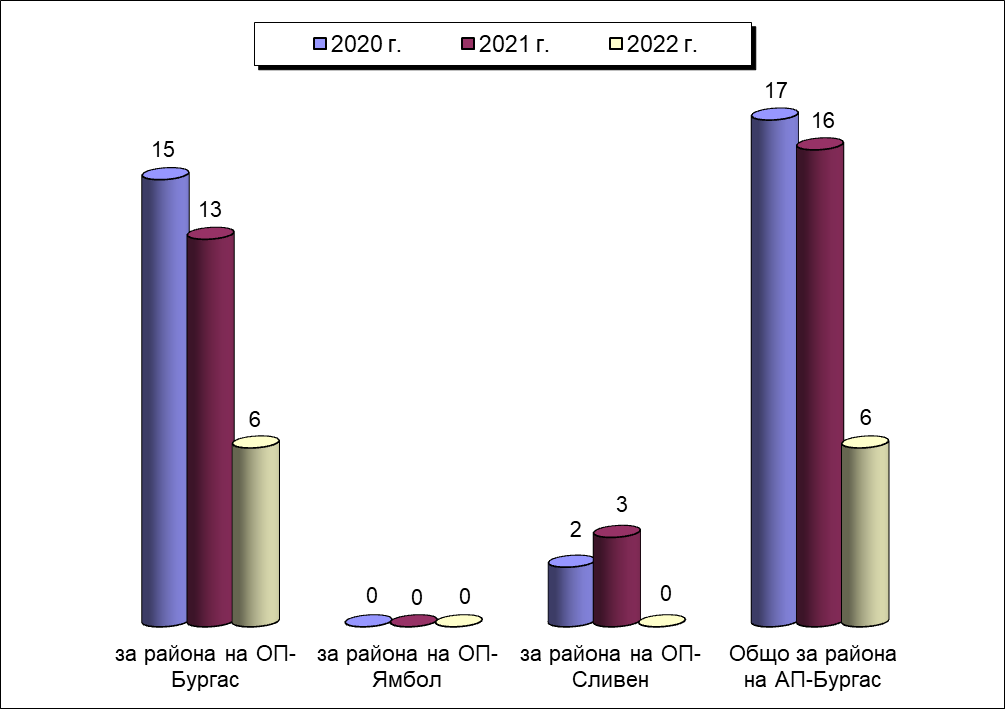 2020 г. 2021 г. 2022 г.
17
16
15
13
6
6
3
2
0 0 0
0
за района на ОП-
Бургас
за района на ОП-
Ямбол
за района на ОП-
Сливен
Общо за района
на АП-Бургас